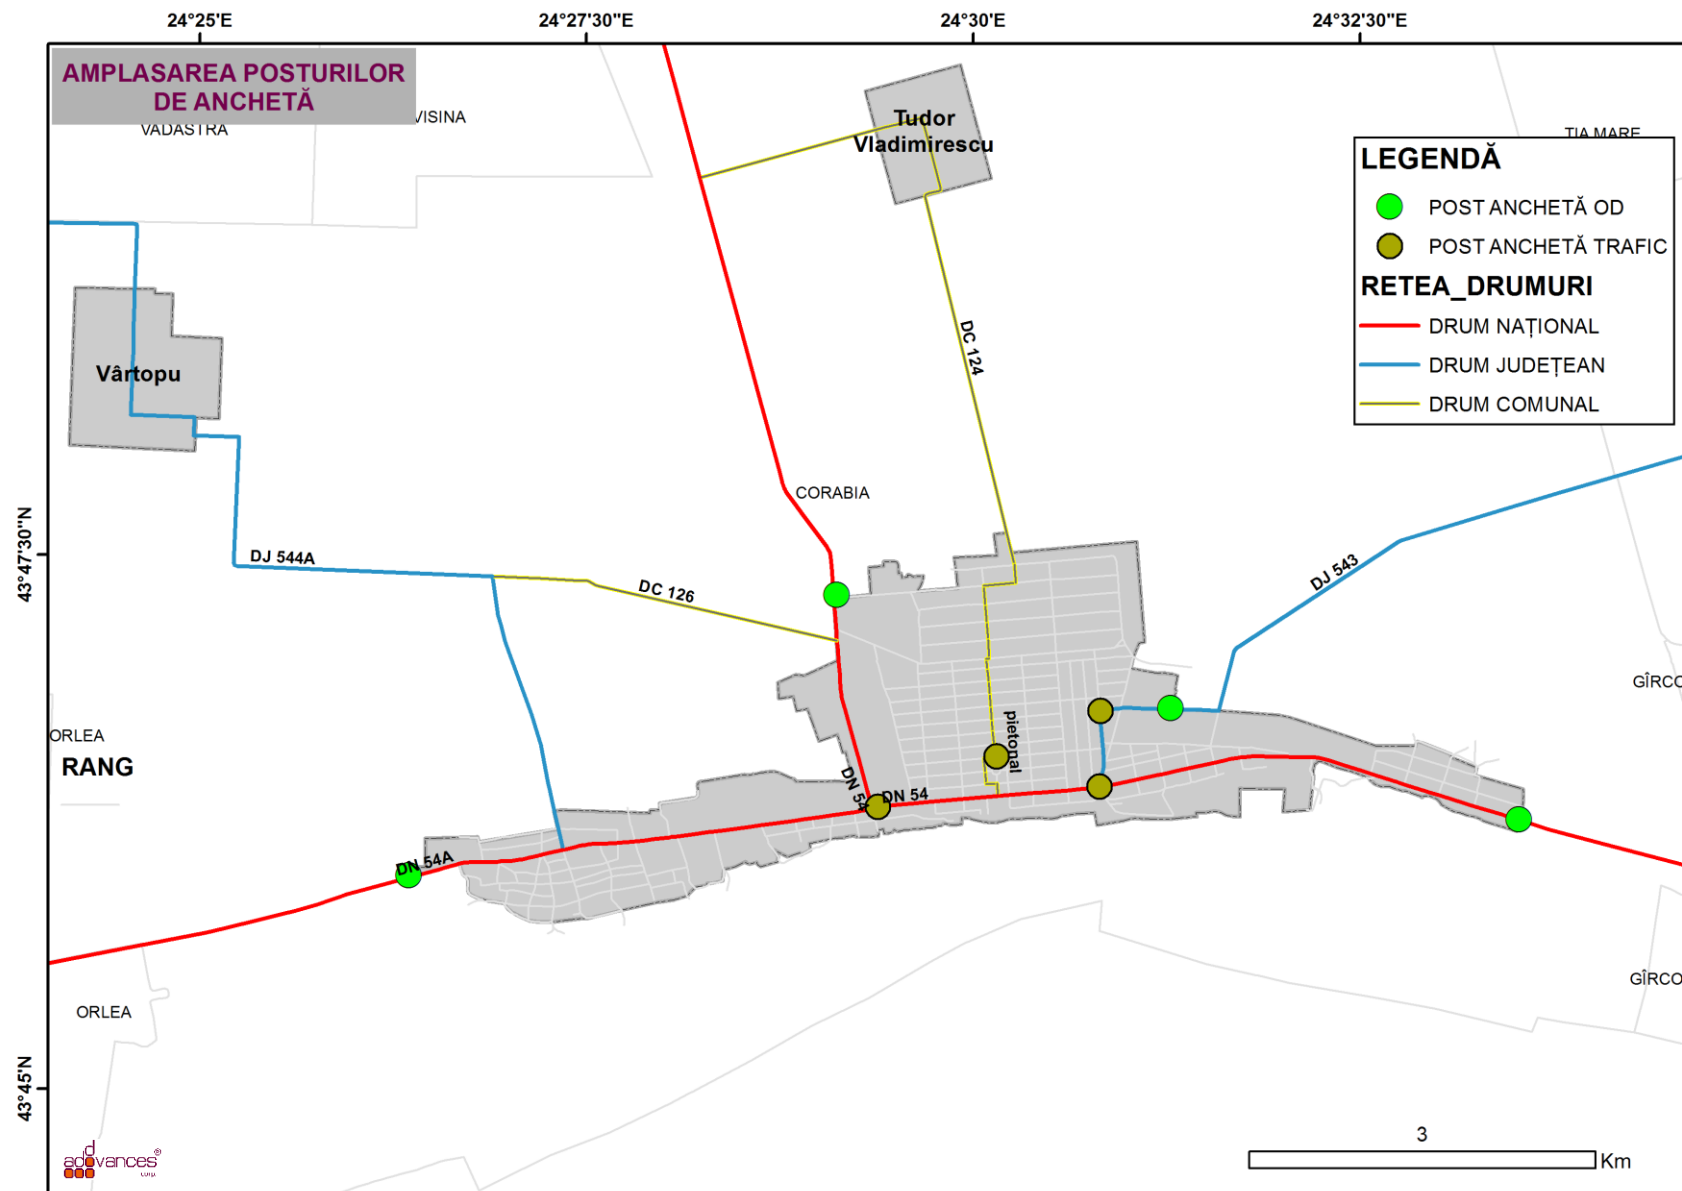 24°25'E
24°27'30"E
24°30'E
24°32'30"E
AMPLASAREA POSTURILOR
DE ANCHETĂ
VADASTRA
VISINA
Tudor
Vladimirescu
TIA MARE
LEGENDĂ
POST ANCHETĂ OD
POST ANCHETĂ TRAFIC
RETEA_DRUMURI
DRUM NAȚIONAL
DRUM JUDEȚEAN
DRUM COMUNAL
Vârtopu
DC 124
CORABIA
43°47'30"N
DJ 544A
DC 126
DJ 543
GÎRCO
ORLEA
RANG
pietonal
DN 54
DN 54
DN 54A
GÎRCO
ORLEA
43°45'N
3
Km
addvances®
corp.